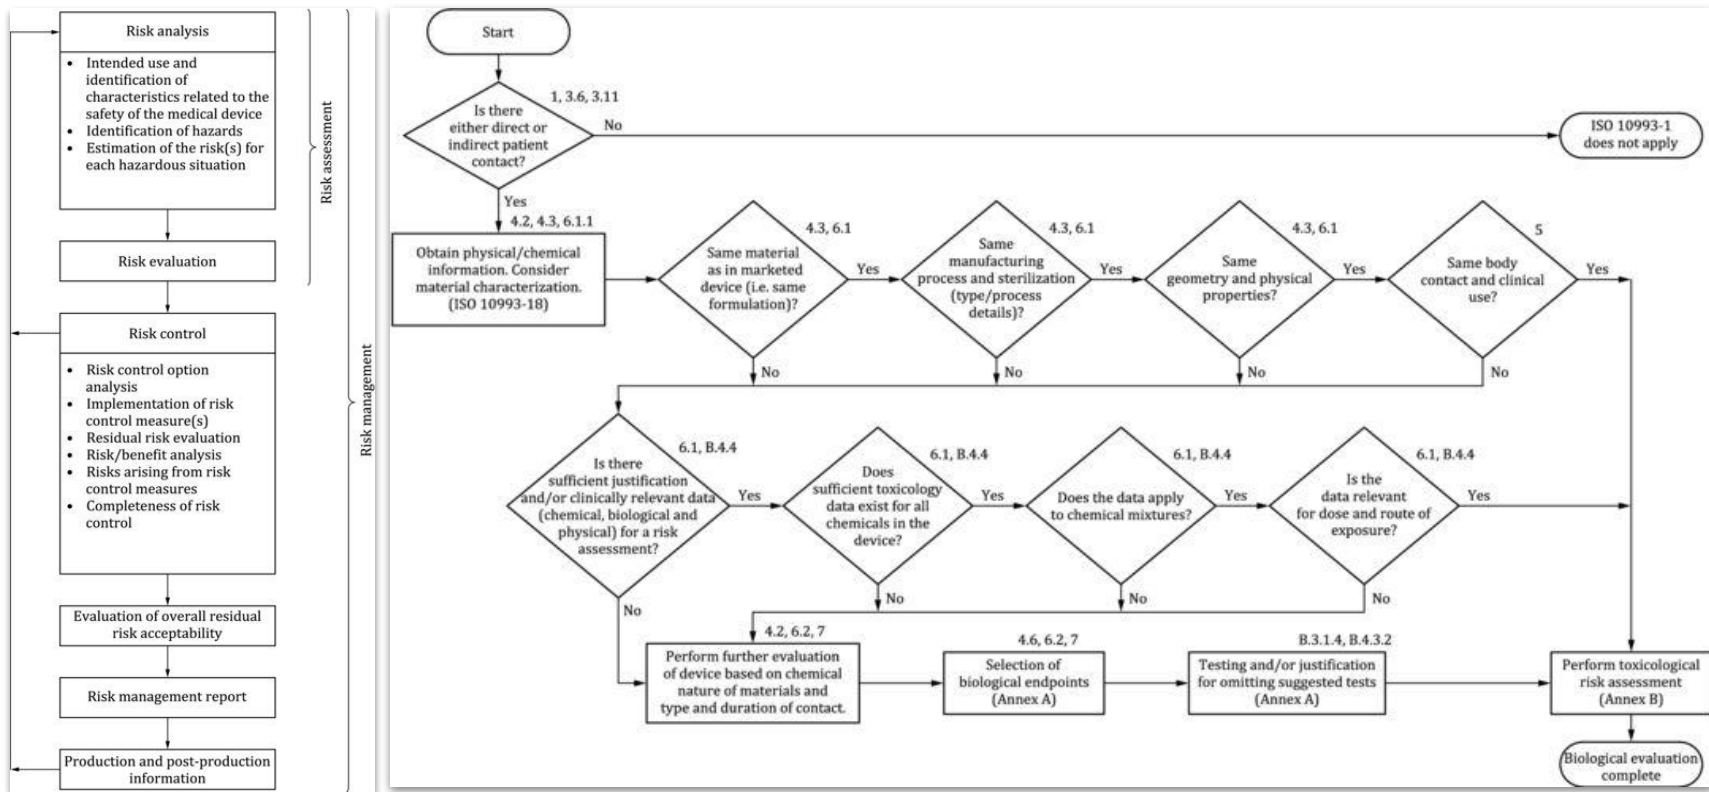 Risk analysis
• Intended use and
identification of
characteristics related to the
safety of the medical device
• Identification of hazards
• Estimation of the risk(s) for
each hazardous situation
Risk evaluation
Risk assessment
Risk control
• Risk control option
analysis
• Implementation of risk
control measure(s)
• Residual risk evaluation
• Risk/benefit analysis
• Risks arising from risk
control measures
• Completeness of risk
control
Evaluation of overall residual
risk acceptability
Risk management report
Production and post-production
information
Risk management
Start
1, 3.6, 3.11
Is there
either direct or
indirect patient
contact?
No
ISO 10993-1
does not apply
Yes
4.2, 4.3, 6.1.1
Obtain physical/chemical
information. Consider
material characterization.
(ISO 10993-18)
4.3, 6.1
Same material
as in marketed
device (i.e. same
formulation)?
Yes
No
4.3, 6.1
Same
manufacturing
process and sterilization
(type/process
details)?
Yes
No
4.3, 6.1
Same
geometry and physical
properties?
Yes
No
5
Same body
contact and clinical
use?
Yes
No
6.1, B.4.4
Is there
sufficient justification
and/or clinically relevant data
(chemical, biological and
physical) for a risk
assessment?
Yes
No
6.1, B.4.4
Does
sufficient toxicology
data exist for all
chemicals in the
device?
Yes
No
6.1, B.4.4
Does the data apply
to chemical mixtures?
Yes
No
6.1, B.4.4
Is the
data relevant
for dose and route of
exposure?
Yes
No
4.2, 6.2, 7
Perform further evaluation
of device based on chemical
nature of materials and
type and duration of contact.
4.6, 6.2, 7
Selection of
biological endpoints
(Annex A)
B.3.1.4, B.4.3.2
Testing and/or justification
for omitting suggested tests
(Annex A)
Perform toxicological
risk assessment
(Annex B)
Biological evaluation
complete